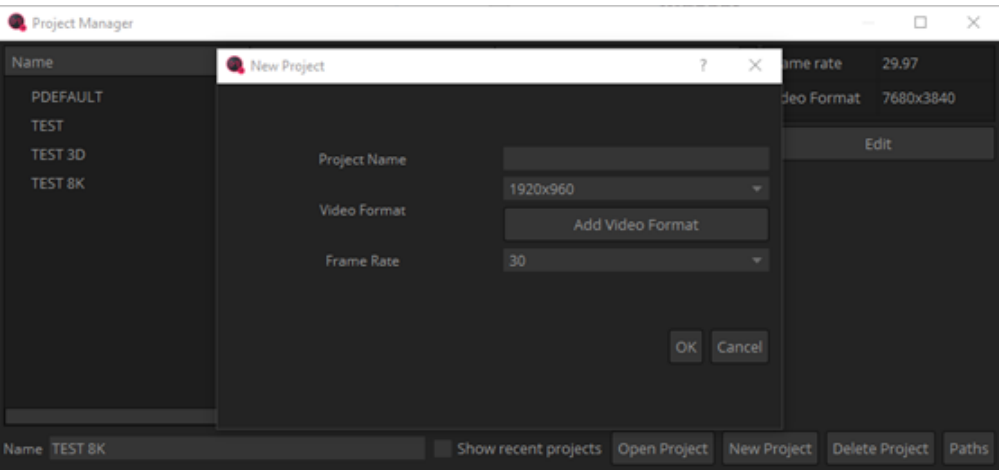 Project Manager
Name
PDEFAULT
TEST
TEST 3D
TEST 8K
New Project
?
Project Name
Video Format
1920x960
Add Video Format
Frame Rate
30
OK Cancel
rame rate 29.97
deo Format 7680x3840
Edit
Name TEST 8K Show recent projects Open Project New Project Delete Project Paths